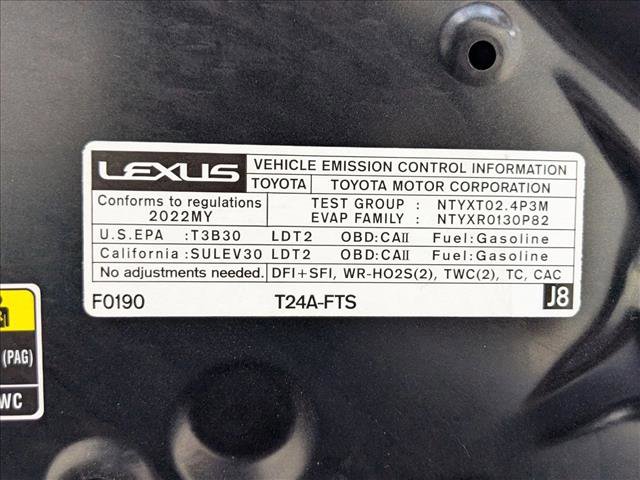 LEXUS VEHICLE EMISSION CONTROL INFORMATION
TOYOTA TOYOTA MOTOR CORPORATION
Conforms to regulations TEST GROUP : NTYXT02.4P3M
2022MY EVAP FAMILY : NTYXR0130P82
U.S.EPA :T3B30 LDT2 OBD:CAII Fuel:Gasoline
California :SULEV30 LDT2 OBD:CAII Fuel:Gasoline
No adjustments needed. DFI+SFI, WR-HO2S(2), TWC(2), TC, CAC
F0190 T24A-FTS J8
(PAG)
WC